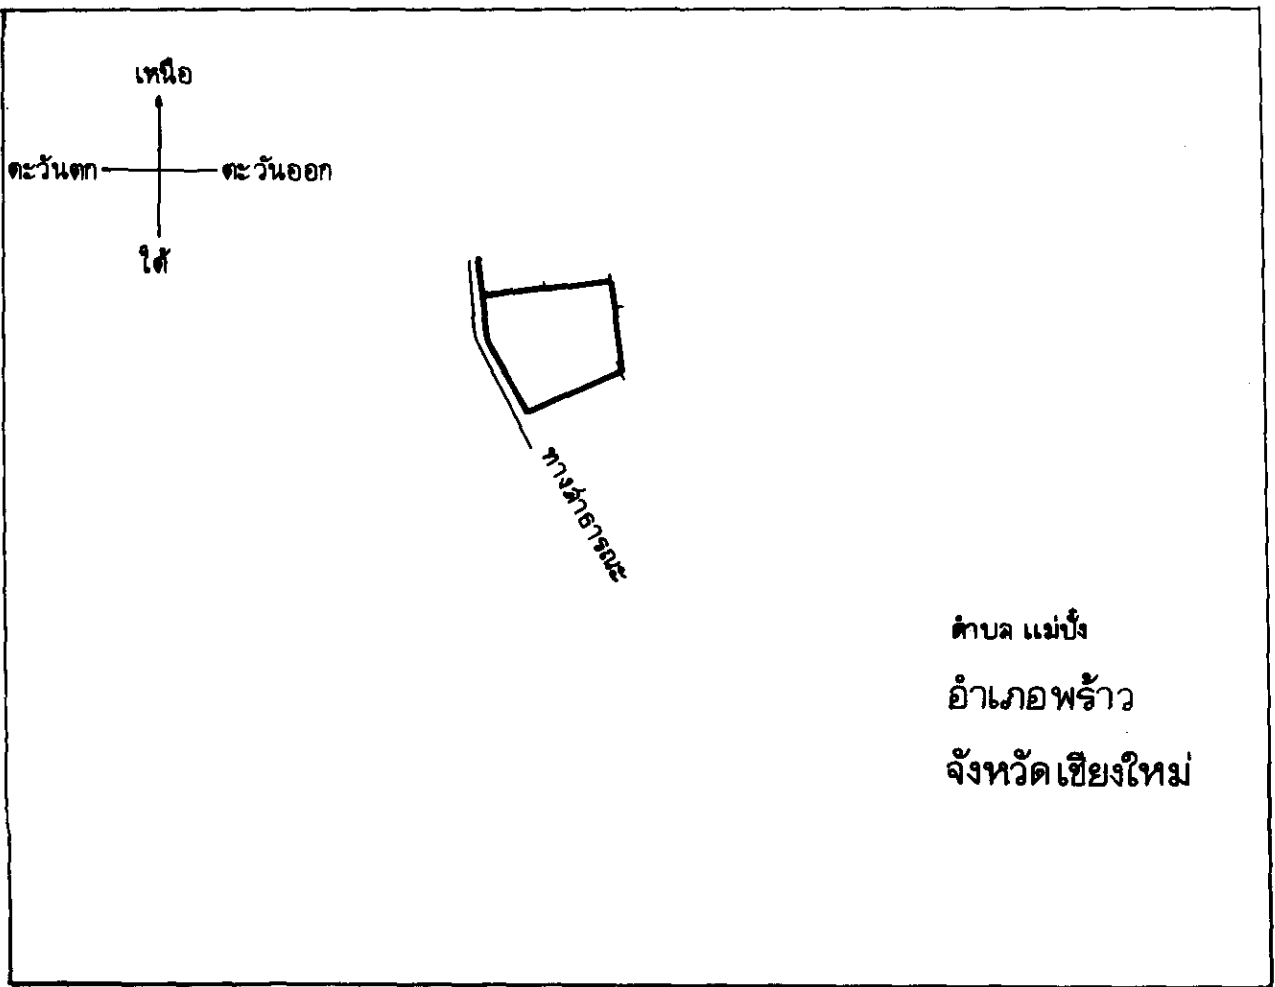 เหนือ
ตะวันตก
ตะวันออก
ใต้
ทางสาธารณะ
ตำบล แม่ปั๋ง
อำเภอพร้าว
จังหวัดเชียงใหม่